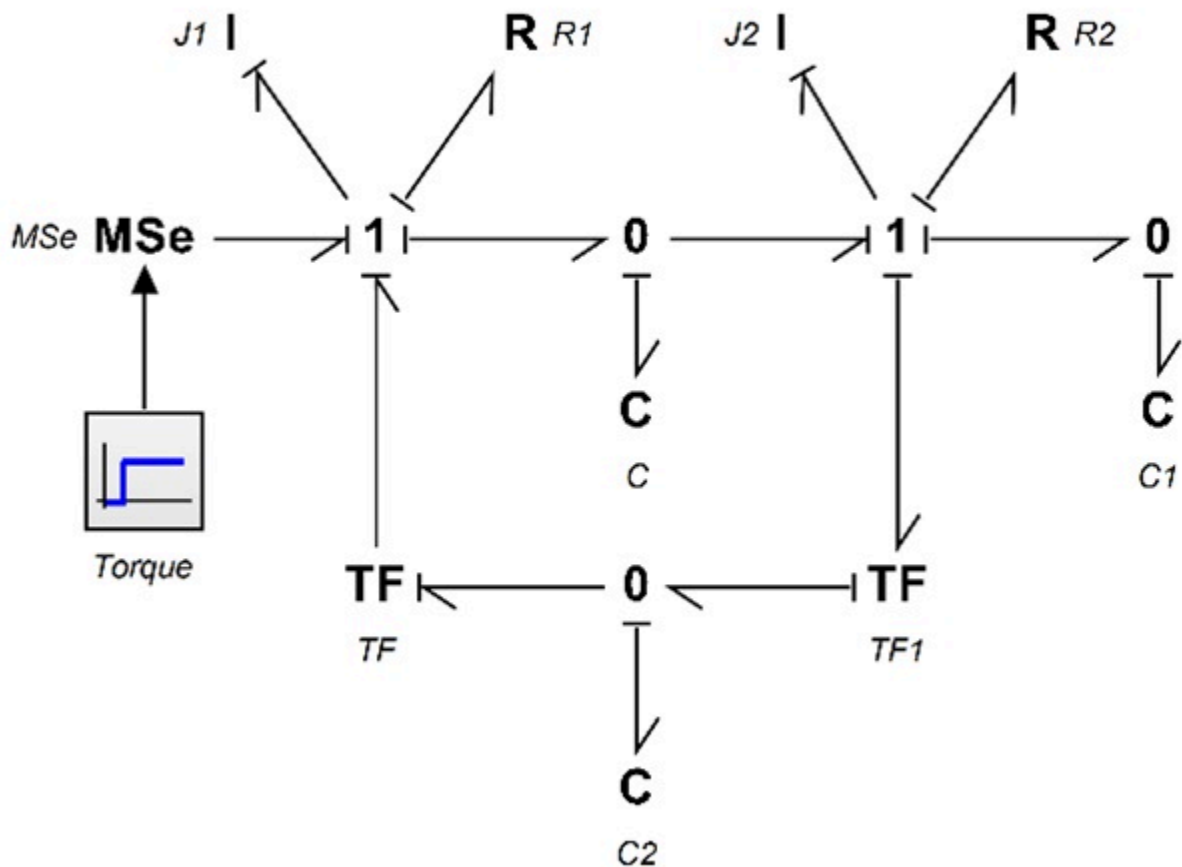 J1 I R R1 J2 I R R2
MSe MSe 1 0 1 0
C C
C C1
Torque TF 0 TF
TF TF1
C
C2